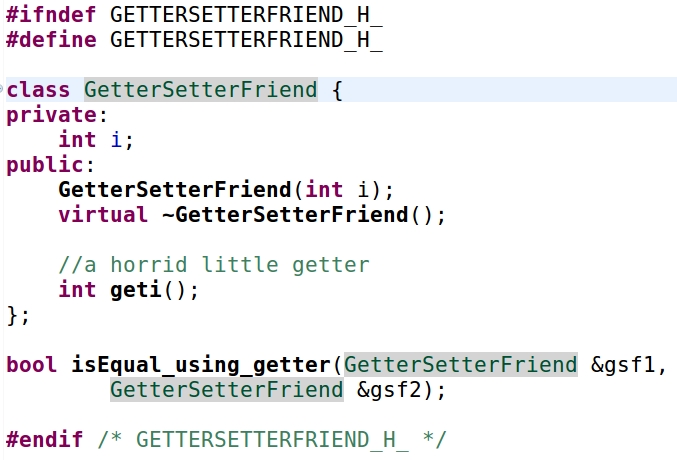 #ifndef GETTERSETTERFRIEND_H_
#define GETTERSETTERFRIEND_H_
class GetterSetterFriend {
private:
int i;
public:
GetterSetterFriend(int i);
virtual ~GetterSetterFriend();
//a horrid little getter
int geti();
};
bool isEqual_using_getter(GetterSetterFriend &gsf1,
GetterSetterFriend &gsf2);
#endif /* GETTERSETTERFRIEND_H_ */